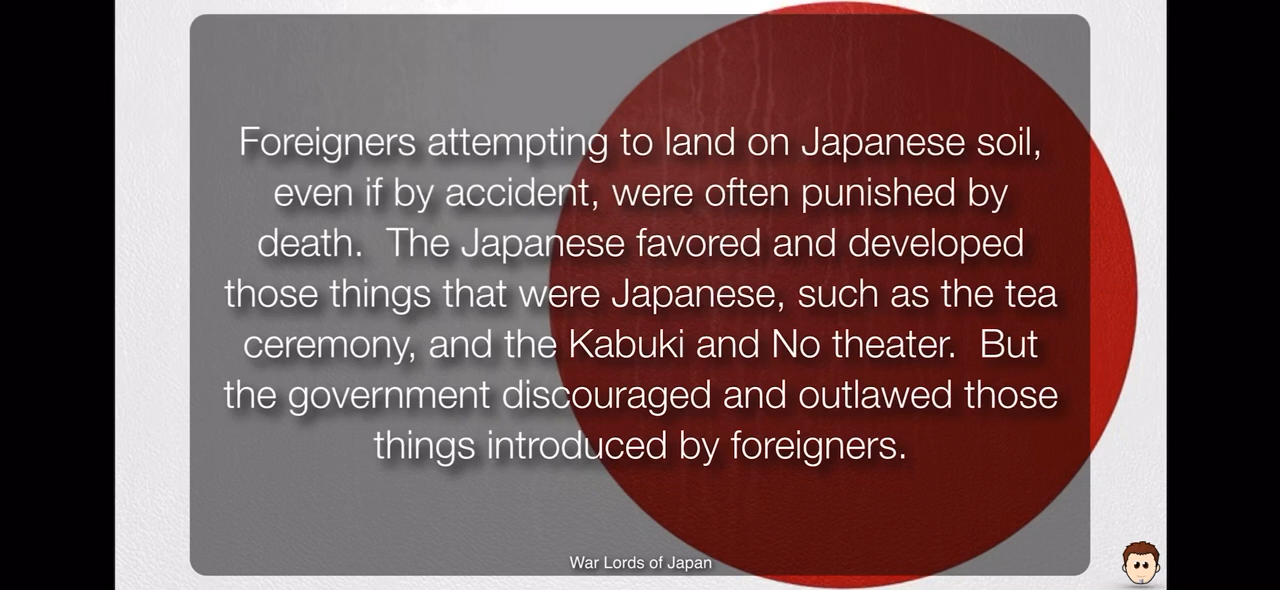 Foreigners attempting to land on Japanese soil,
even if by accident, were often punished by
death.  The Japanese favored and developed
those things that were Japanese, such as the tea
ceremony, and the Kabuki and No theater.  But
the government discouraged and outlawed those
things introduced by foreigners.
War Lords of Japan